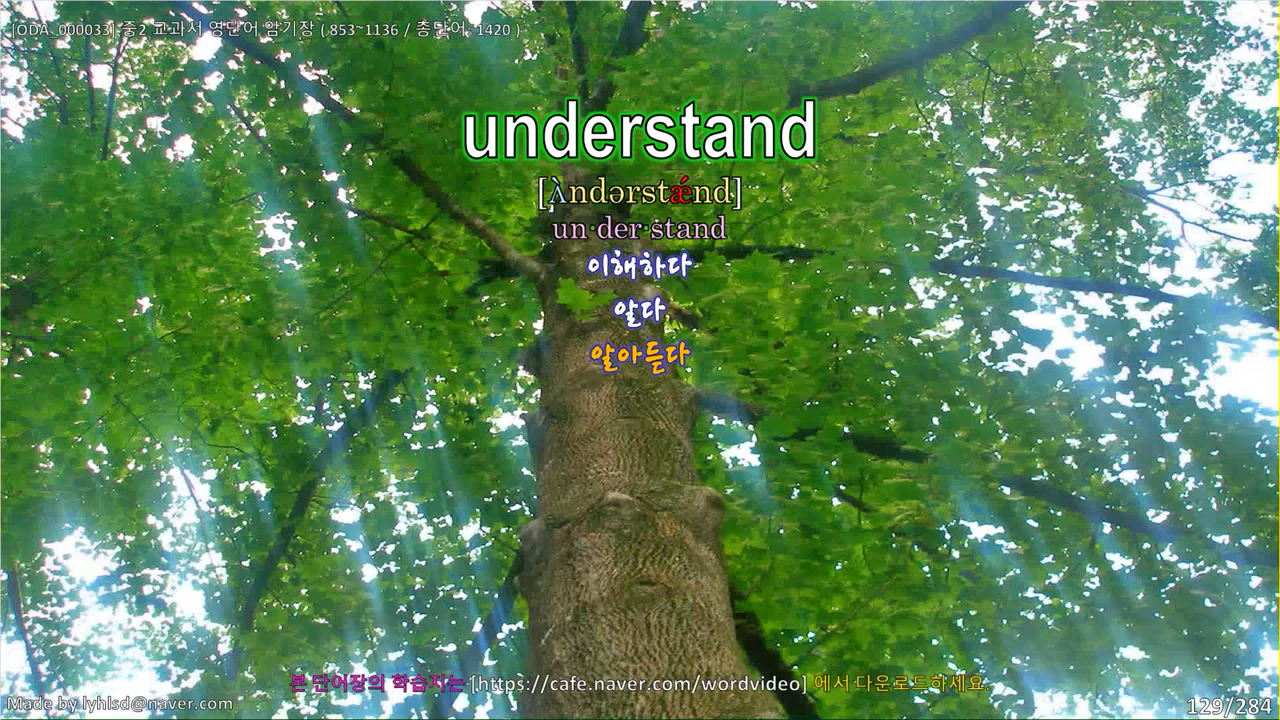 [ODA_000033] 중2 교과서 영단어 암기장 ( 853~1136 / 총단어: 1420 )
understand
[ʌ̀ndərstǽnd]
un·der·stand
이해하다
알다
알아듣다
본 단어장의 학습지는 [https://cafe.naver.com/wordvideo] 에서 다운로드하세요.
Made by lyhlsd@naver.com
129/284